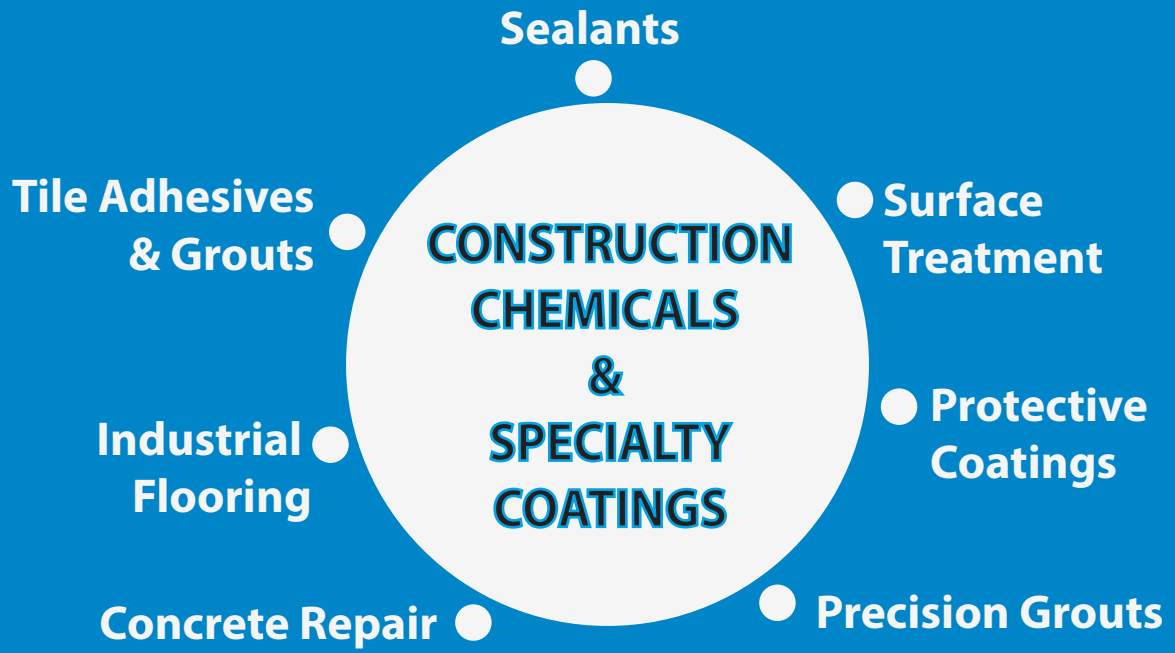 Sealants
Tile Adhesives
& Grouts
Surface
Treatment
CONSTRUCTION
CHEMICALS
&
SPECIALTY
COATINGS
Industrial
Flooring
Protective
Coatings
Concrete Repair
Precision Grouts